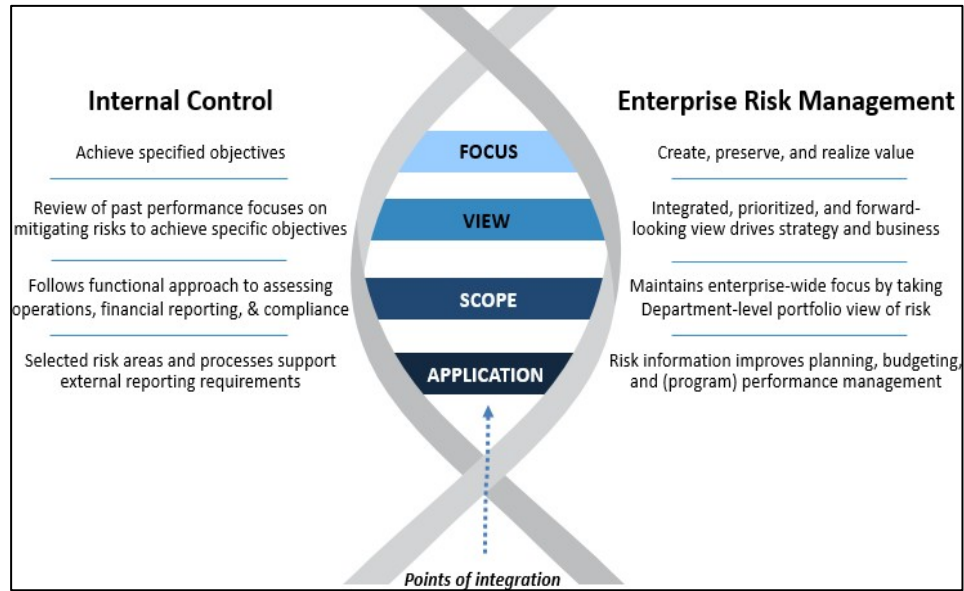 Internal Control
Enterprise Risk Management
Achieve specified objectives
FOCUS
Create, preserve, and realize value
Review of past performance focuses on
mitigating risks to achieve specific objectives
VIEW
Integrated, prioritized, and forward-
looking view drives strategy and business
Follows functional approach to assessing
operations, financial reporting, & compliance
SCOPE
Maintains enterprise-wide focus by taking
Department-level portfolio view of risk
Selected risk areas and processes support
external reporting requirements
APPLICATION
Risk information improves planning, budgeting,
and (program) performance management
Points of integration